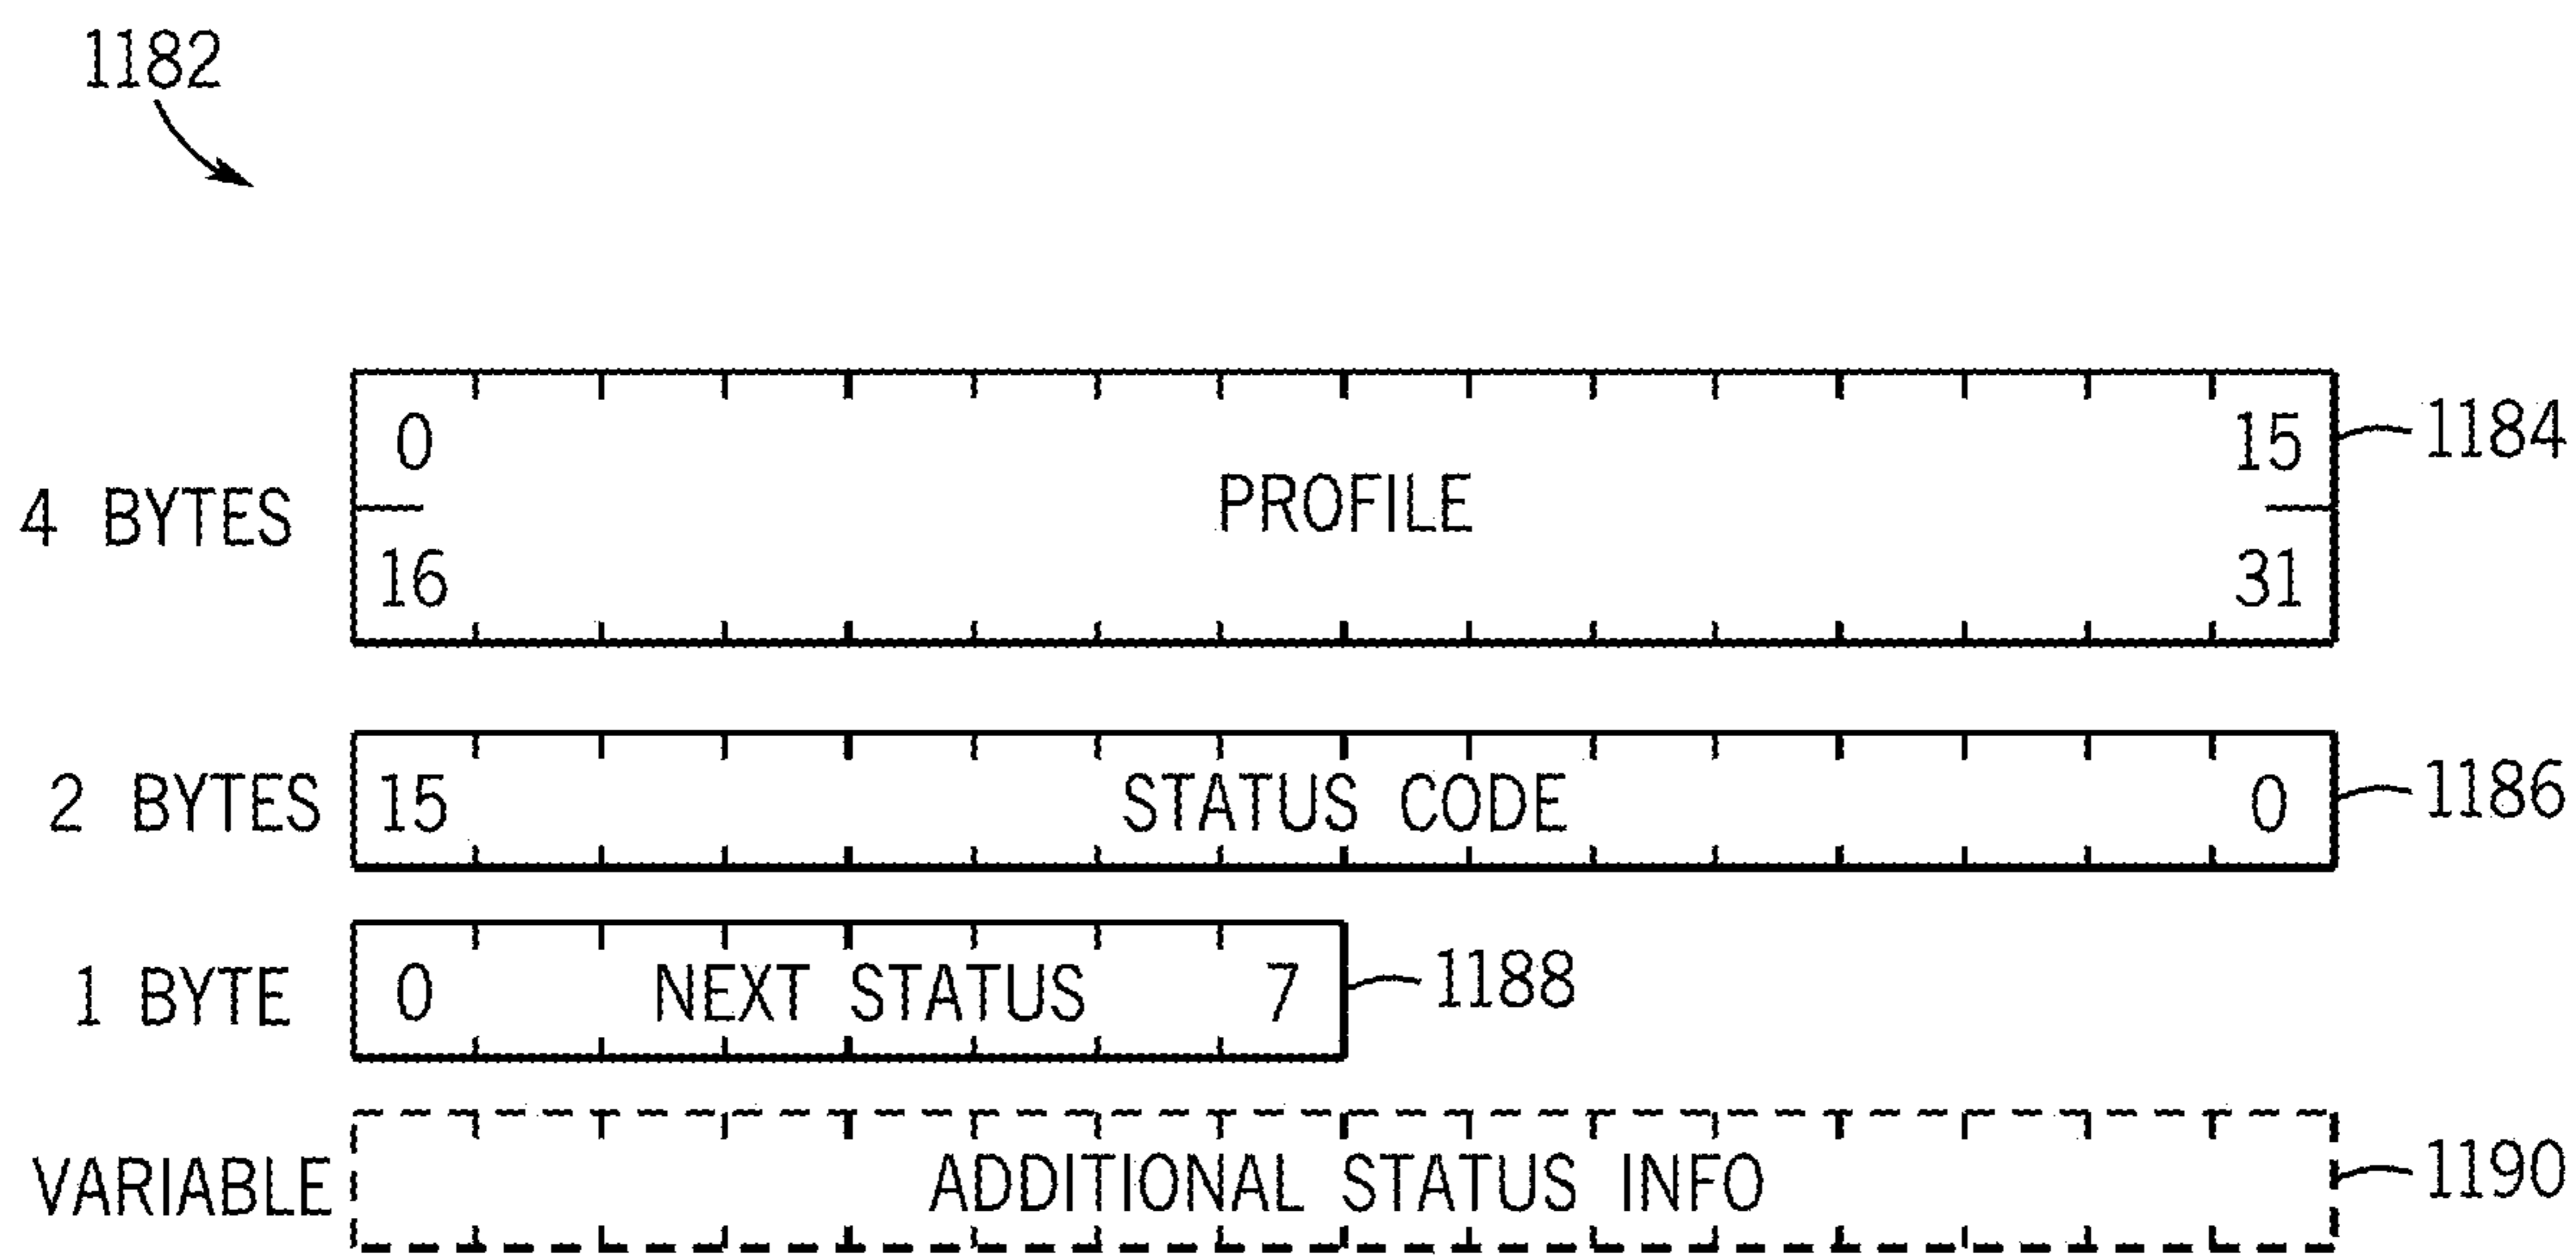 1182
0 15 1184
4 BYTES PROFILE
16 31
2 BYTES 15 STATUS CODE 0 1186
1 BYTE 0 NEXT STATUS 7 1188
VARIABLE ADDITIONAL STATUS INFO 1190